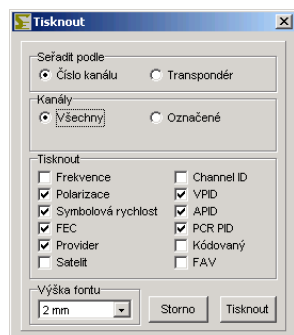 Tisknout
Seřadit podle
Číslo kanálu Transpondér
Kanály
Všechny Označené
Tisknout
Frekvence Channel ID
Polarizace VPID
Symbolová rychlost APID
FEC PCR PID
Provider Kódovaný
Satelit FAV
Výška fontu
2 mm Storno Tisknout